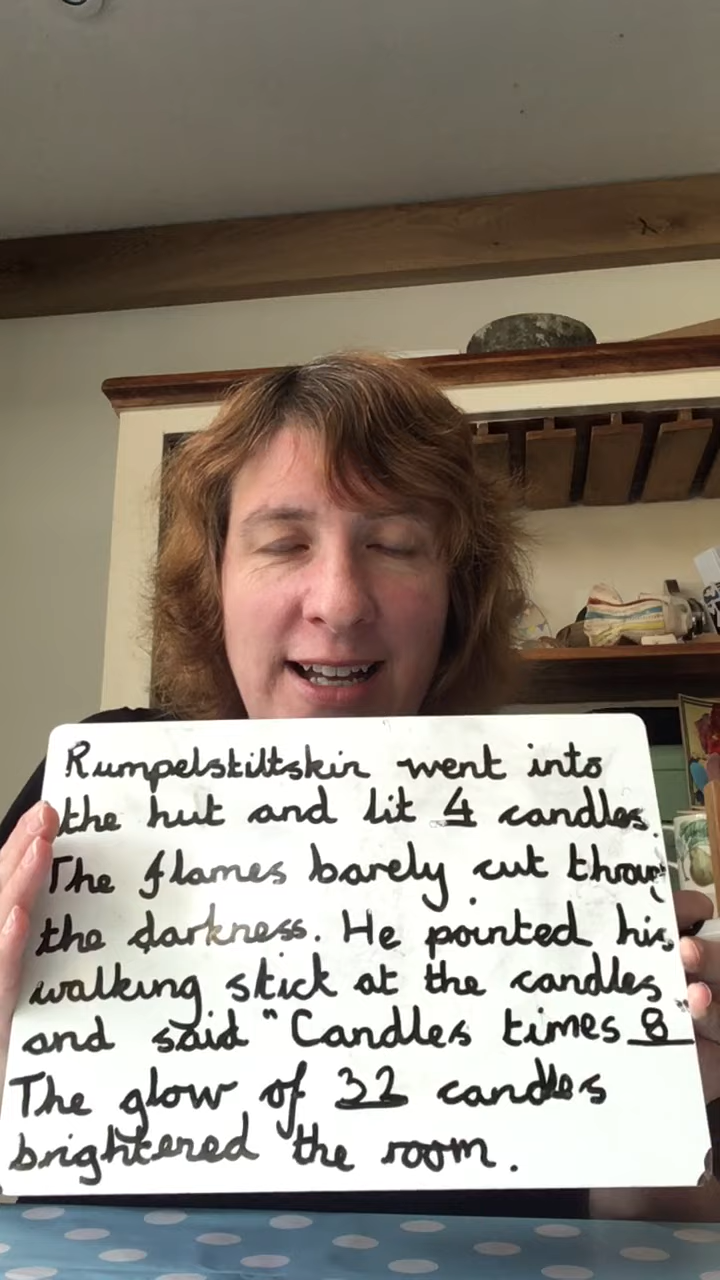 Rumpelstiltskin went into
the hut and lit 4 candles.
The flames barely cut throug
the darkness. He pointed his
walking stick at the candles
and said "Candles times 8"
The glow of 32 candles
brightened the room.